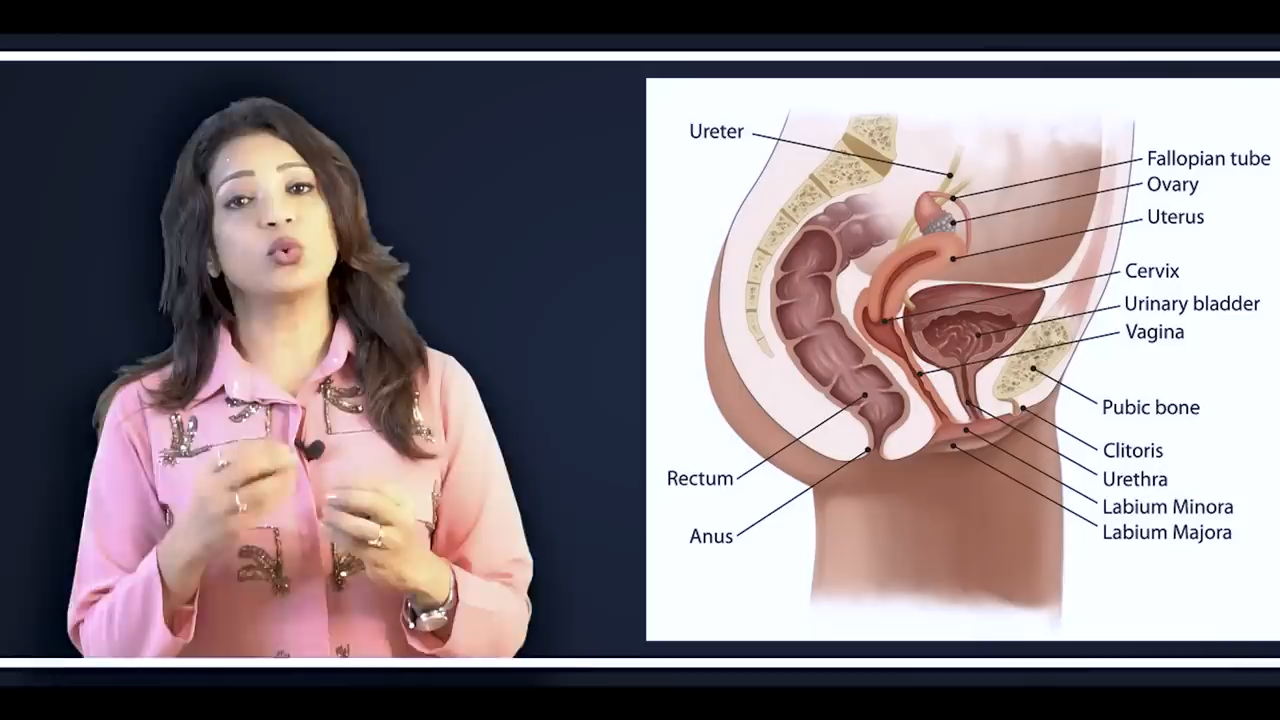 Ureter
Fallopian tube
Ovary
Uterus
Cervix
Urinary bladder
Vagina
Pubic bone
Clitoris
Rectum
Urethra
Labium Minora
Labium Majora
Anus